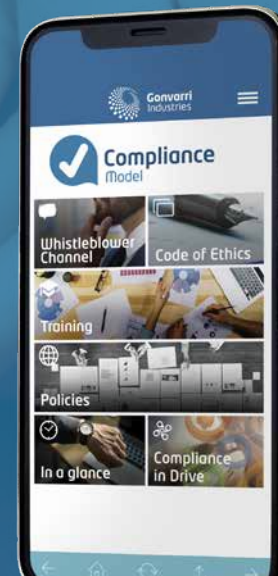 Gonvarri
Industries
Compliance
Model
Whistleblower
Channel
Code of Ethics
Training
Policies
In a glance
Compliance
in Drive